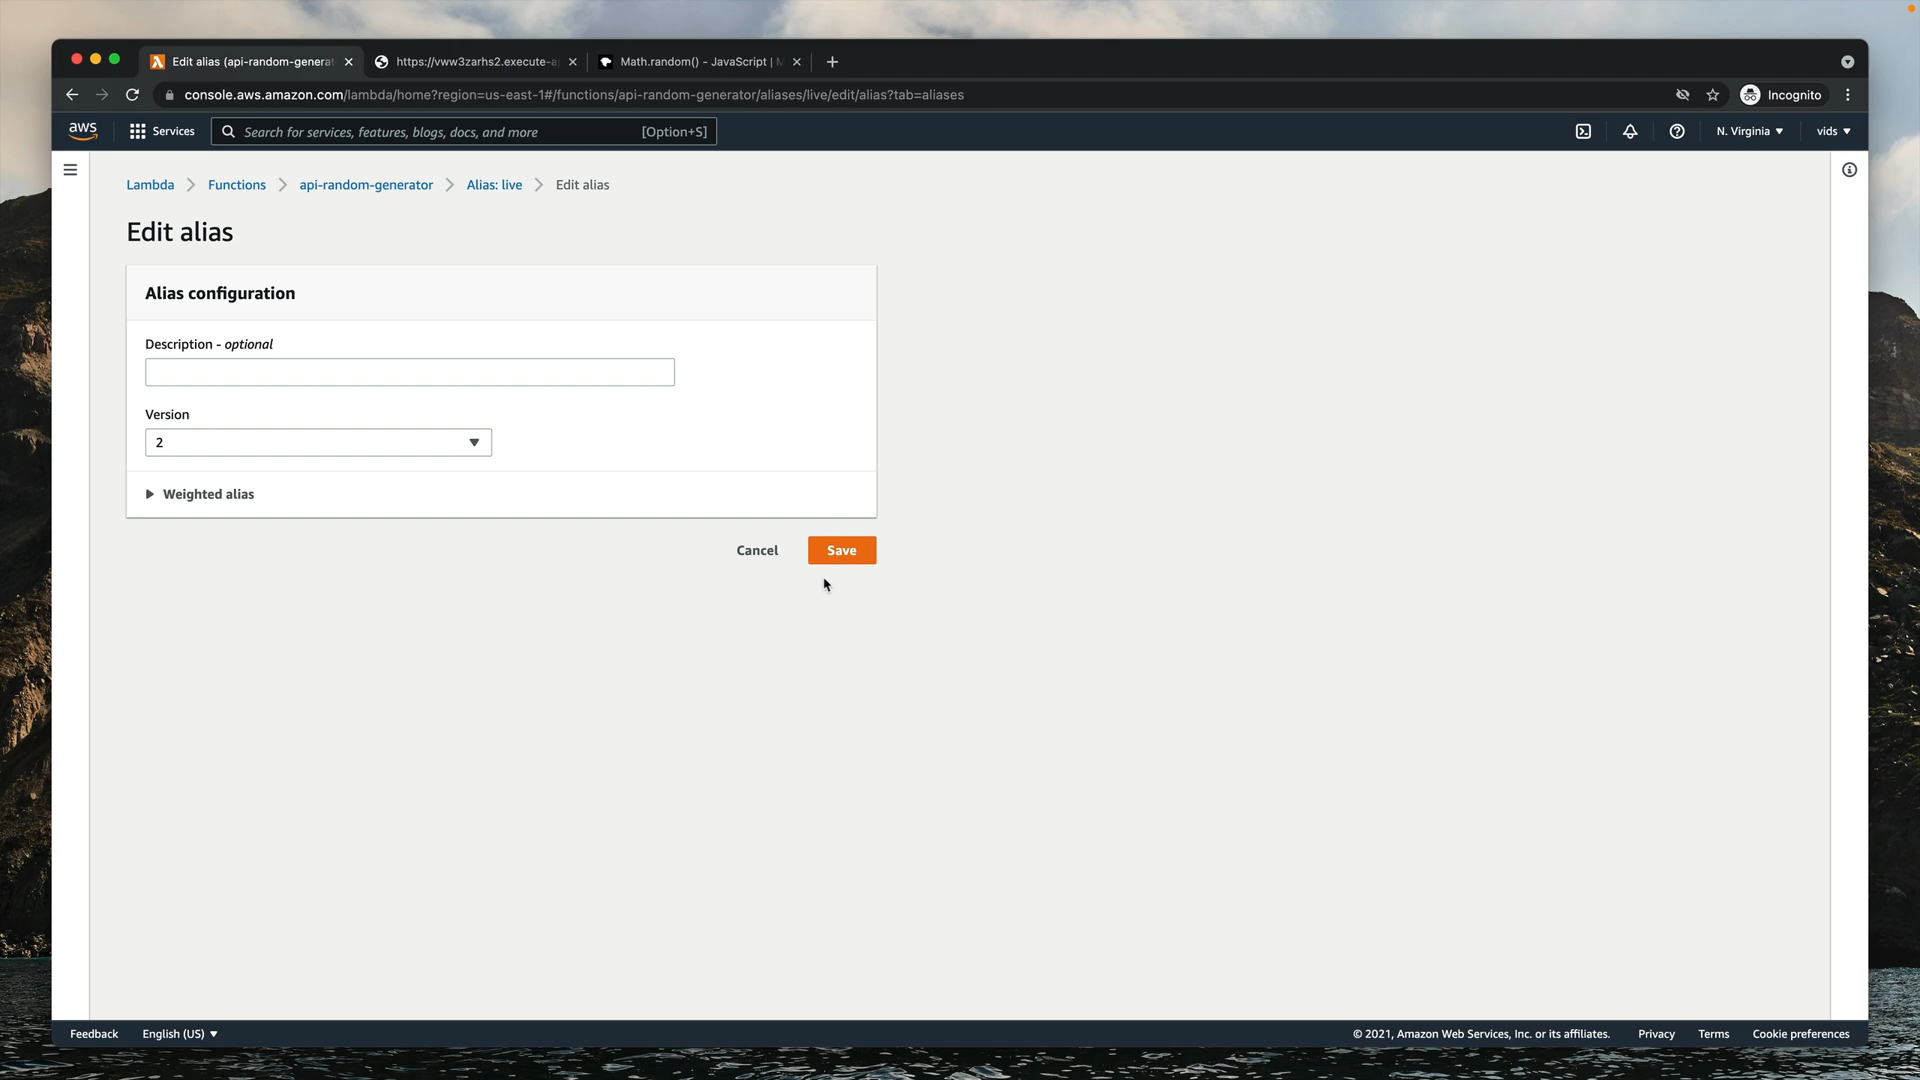 Edit alias (api-random-generat
https://vww3zarhs2.execute-a
Math.random() - JavaScript | M
console.aws.amazon.com/lambda/home?region=us-east-1#/functions/api-random-generator/aliases/live/edit/alias?tab=aliases
Incognito
aws
Services
Search for services, features, blogs, docs, and more
[Option+S]
N. Virginia
vids
Lambda
Functions
api-random-generator
Alias: live
Edit alias
Edit alias
Alias configuration
Description - optional
Version
2
Weighted alias
Cancel
Save
Feedback
English (US)
© 2021, Amazon Web Services, Inc. or its affiliates.
Privacy
Terms
Cookie preferences